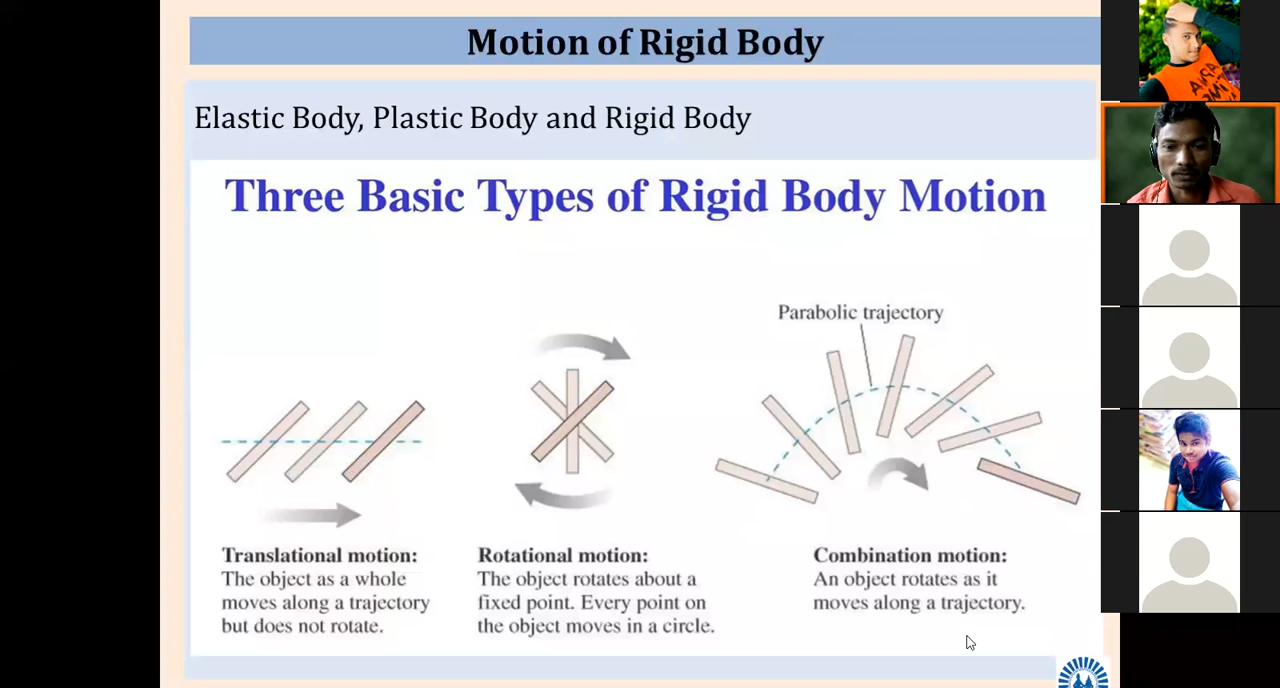 Motion of Rigid Body
Elastic Body, Plastic Body and Rigid Body
Three Basic Types of Rigid Body Motion
Parabolic trajectory
Translational motion:
The object as a whole
moves along a trajectory
but does not rotate.
Rotational motion:
The object rotates about a
fixed point. Every point on
the object moves in a circle.
Combination motion:
An object rotates as it
moves along a trajectory.